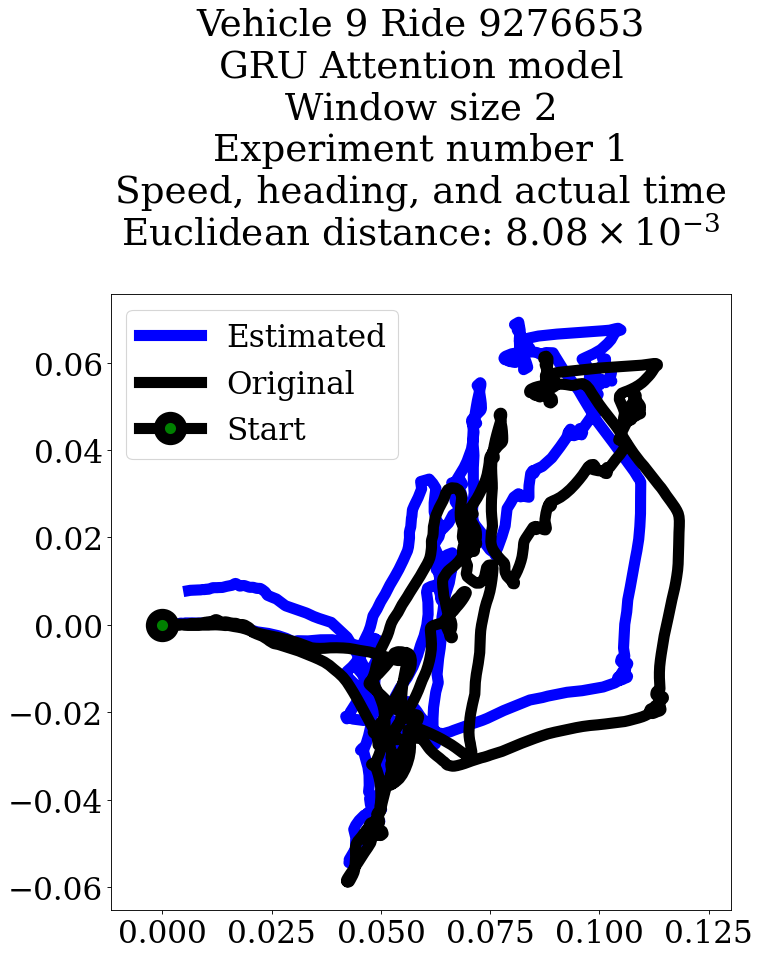 Vehicle 9 Ride 9276653
GRU Attention model
Window size 2
Experiment number 1
Speed, heading, and actual time
Euclidean distance: 8.08 × 10⁻³
Estimated
Original
Start
0.06
0.04
0.02
0.00
−0.02
−0.04
−0.06
0.000 0.025 0.050 0.075 0.100 0.125